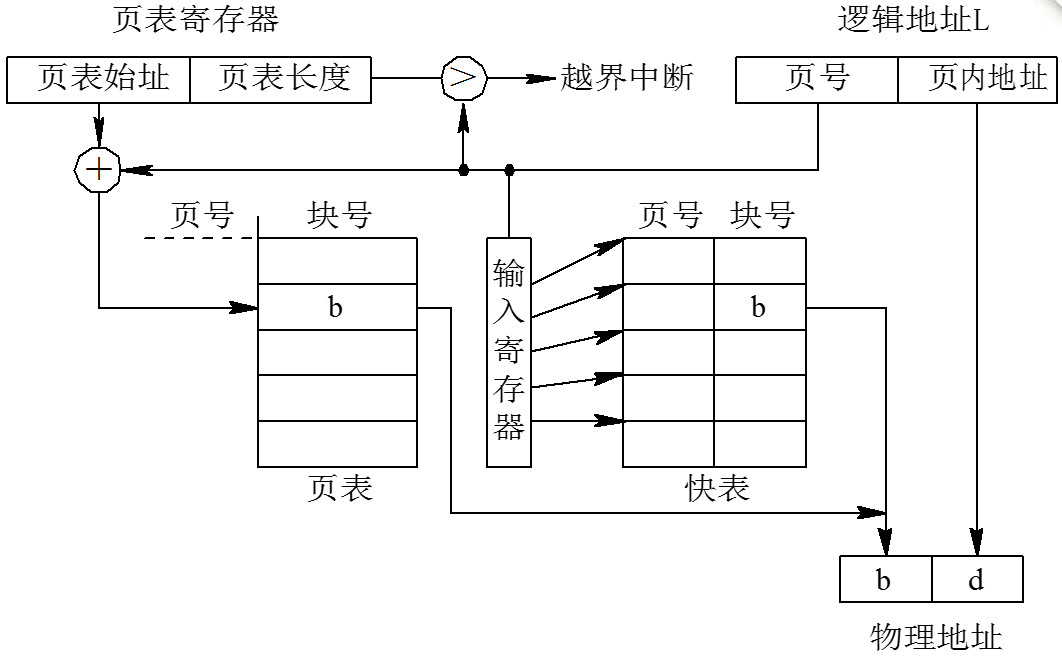 页表寄存器
逻辑地址L
页表始址 页表长度 > 越界中断 页号 页内地址
+
页号 块号 页号 块号
输入寄存器
b b
页表 快表
b d
物理地址